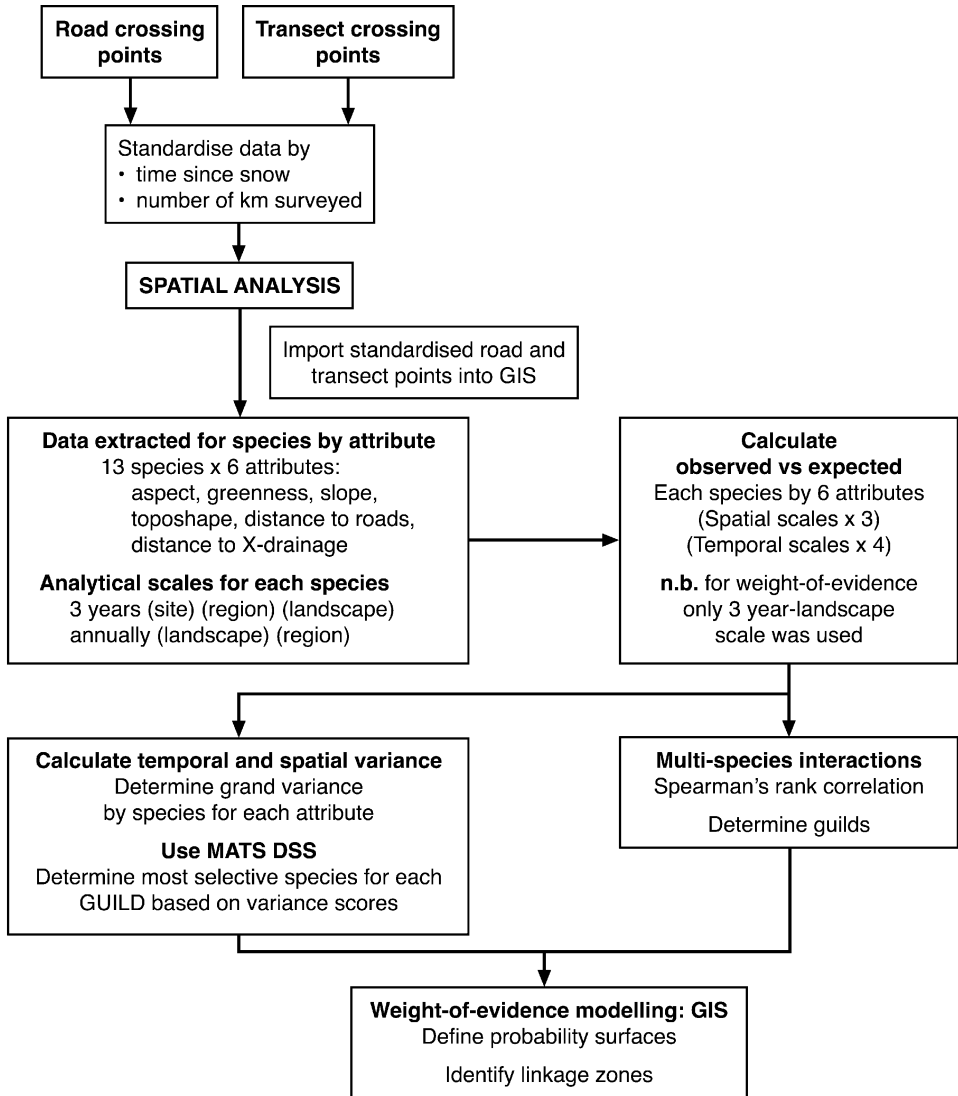 Road crossing
points
Transect crossing
points
Standardise data by
• time since snow
• number of km surveyed
SPATIAL ANALYSIS
Import standardised road and
transect points into GIS
Data extracted for species by attribute
13 species x 6 attributes:
aspect, greenness, slope,
toposhape, distance to roads,
distance to X-drainage
Analytical scales for each species
3 years (site) (region) (landscape)
annually (landscape) (region)
Calculate
observed vs expected
Each species by 6 attributes
(Spatial scales x 3)
(Temporal scales x 4)
n.b. for weight-of-evidence
only 3 year-landscape
scale was used
Calculate temporal and spatial variance
Determine grand variance
by species for each attribute
Use MATS DSS
Determine most selective species for each
GUILD based on variance scores
Multi-species interactions
Spearman's rank correlation
Determine guilds
Weight-of-evidence modelling: GIS
Define probability surfaces
Identify linkage zones